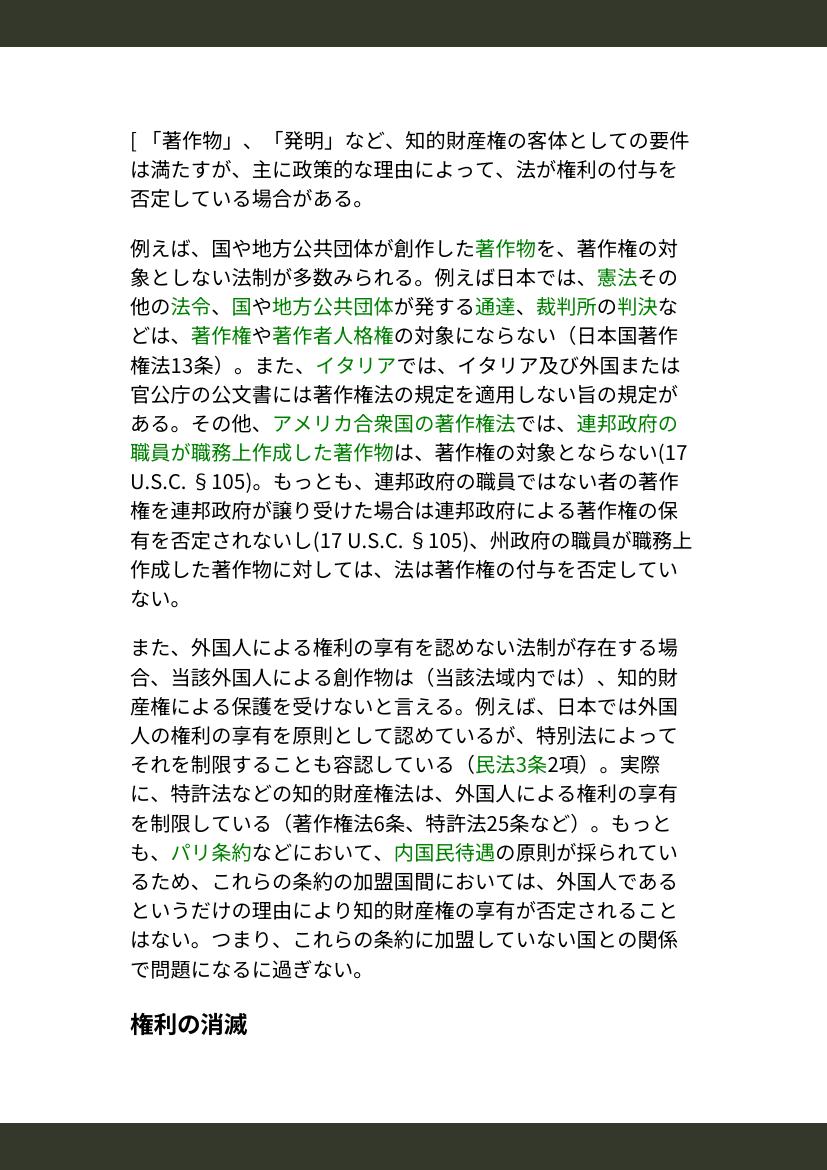 [ 「著作物」、「発明」など、知的財産権の客体としての要件
は満たすが、主に政策的な理由によって、法が権利の付与を
否定している場合がある。
例えば、国や地方公共団体が創作した著作物を、著作権の対
象としない法制が多数みられる。例えば日本では、憲法その
他の法令、国や地方公共団体が発する通達、裁判所の判決な
どは、著作権や著作者人格権の対象にならない（日本国著作
権法13条）。また、イタリアでは、イタリア及び外国または
官公庁の公文書には著作権法の規定を適用しない旨の規定が
ある。その他、アメリカ合衆国の著作権法では、連邦政府の
職員が職務上作成した著作物は、著作権の対象とならない(17
U.S.C. §105)。もっとも、連邦政府の職員ではない者の著作
権を連邦政府が譲り受けた場合は連邦政府による著作権の保
有を否定されないし(17 U.S.C. §105)、州政府の職員が職務上
作成した著作物に対しては、法は著作権の付与を否定してい
ない。
また、外国人による権利の享有を認めない法制が存在する場
合、当該外国人による創作物は（当該法域内では）、知的財
産権による保護を受けないと言える。例えば、日本では外国
人の権利の享有を原則として認めているが、特別法によって
それを制限することも容認している（民法3条2項）。実際
に、特許法などの知的財産権法は、外国人による権利の享有
を制限している（著作権法6条、特許法25条など）。もっと
も、パリ条約などにおいて、内国民待遇の原則が採られてい
るため、これらの条約の加盟国間においては、外国人である
というだけの理由により知的財産権の享有が否定されること
はない。つまり、これらの条約に加盟していない国との関係
で問題になるに過ぎない。
権利の消滅